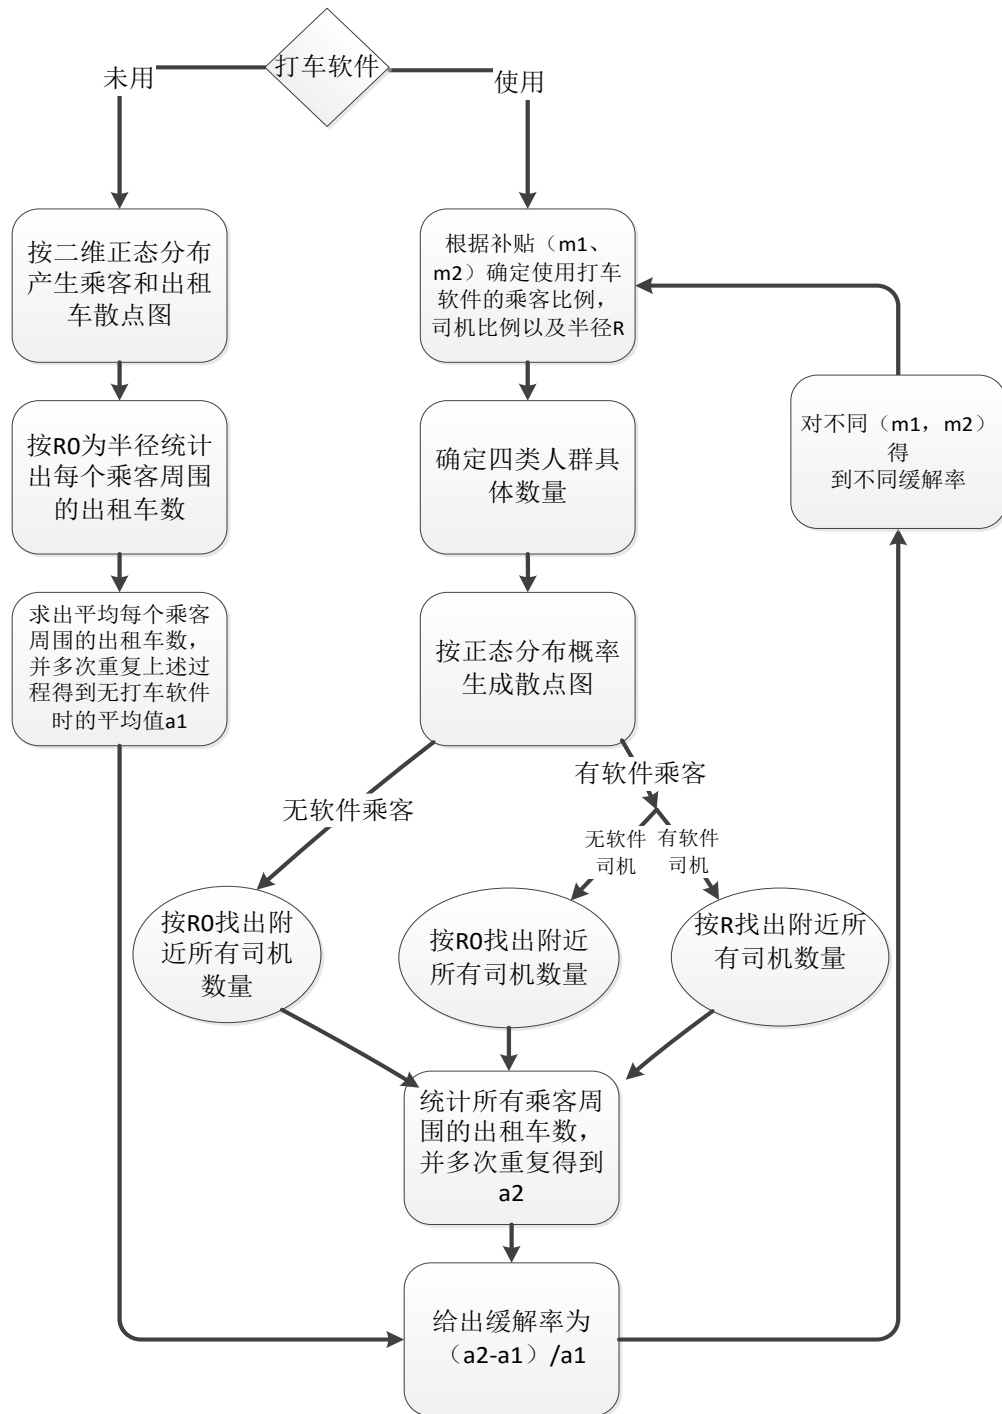 打车软件
未用
使用
按二维正态分布
产生乘客和出租
车散点图
根据补贴（m1、
m2）确定使用打车
软件的乘客比例，
司机比例以及半径R
按R0为半径统计
出每个乘客周围
的出租车数
确定四类人群具
体数量
对不同（m1，m2）
得
到不同缓解率
求出平均每个乘客
周围的出租车数，
并多次重复上述过
程得到无打车软件
时的平均值a1
按正态分布概率
生成散点图
无软件乘客
有软件乘客
无软件
司机
有软件
司机
按R0找出附
近所有司机
数量
按R0找出附近
所有司机数量
按R找出附近所
有司机数量
统计所有乘客周
围的出租车数，
并多次重复得到
a2
给出缓解率为
（a2-a1）/a1